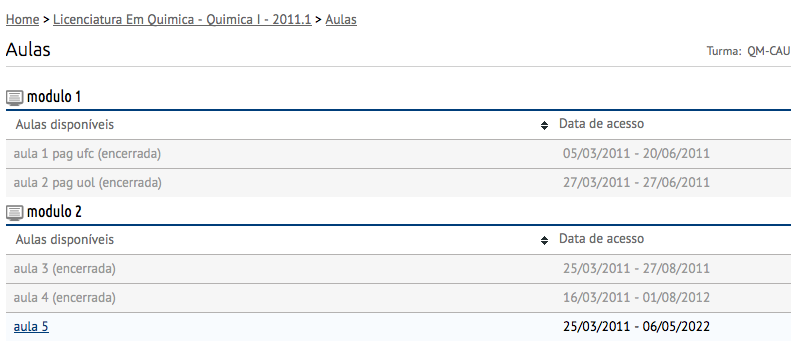 Home > Licenciatura Em Quimica - Quimica I - 2011.1 > Aulas
Aulas
Turma: QM-CAU
modulo 1
Aulas disponíveis Data de acesso
aula 1 pag ufc (encerrada) 05/03/2011 - 20/06/2011
aula 2 pag uol (encerrada) 27/03/2011 - 27/06/2011
modulo 2
Aulas disponíveis Data de acesso
aula 3 (encerrada) 25/03/2011 - 27/08/2011
aula 4 (encerrada) 16/03/2011 - 01/08/2012
aula 5 25/03/2011 - 06/05/2022